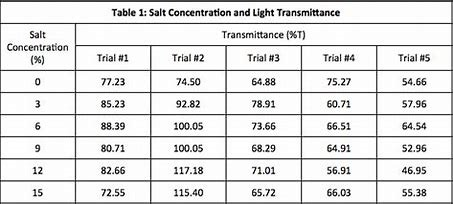 Table 1: Salt Concentration and Light Transmittance
Salt Concentration (%) Transmittance (%T)
Trial #1 Trial #2 Trial #3 Trial #4 Trial #5
0 77.23 74.50 64.88 75.27 54.66
3 85.23 92.82 78.91 60.71 57.96
6 88.39 100.05 73.66 66.51 64.54
9 80.71 100.05 68.29 64.91 52.96
12 82.66 117.18 71.01 56.91 46.95
15 72.55 115.40 65.72 66.03 55.38